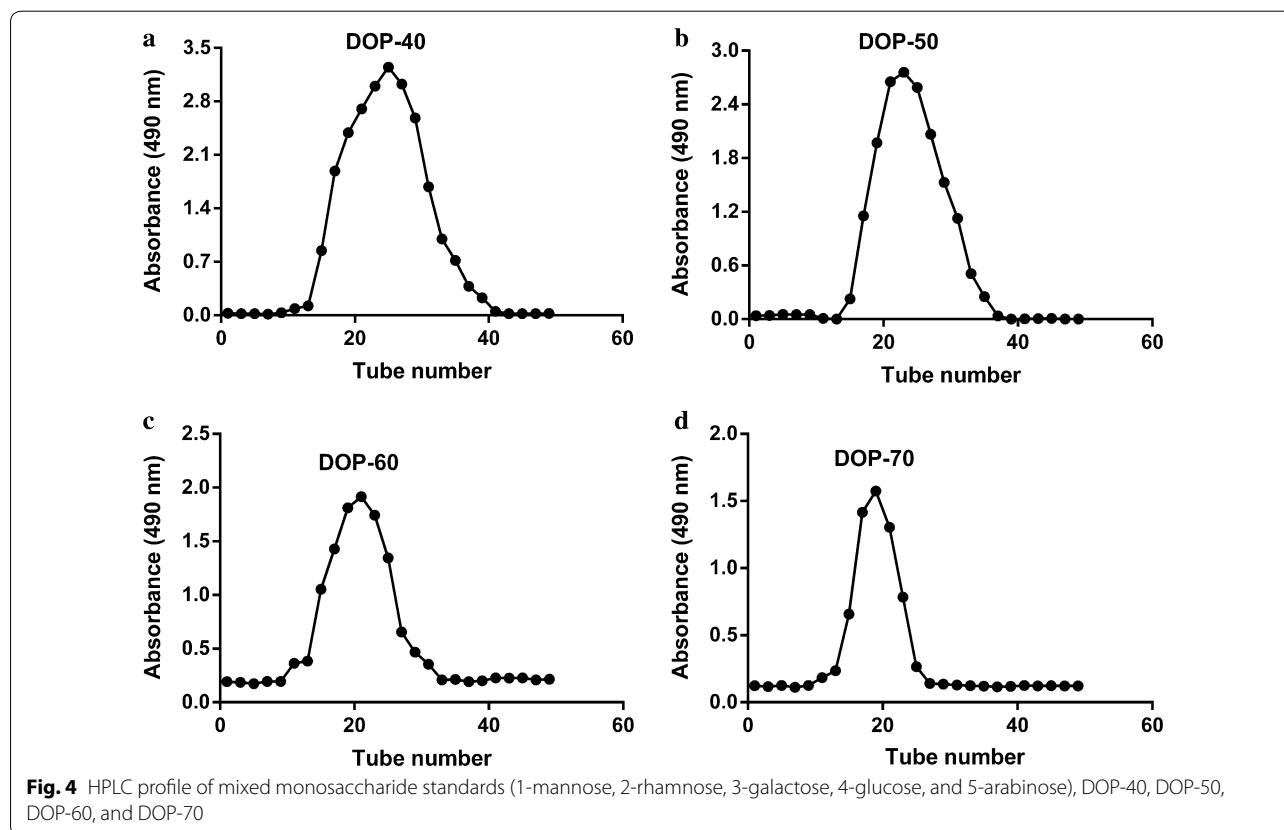 a
DOP-40
3.5
2.8
2.1
1.4
0.7
0.0
Absorbance (490 nm)
0 20 40 60
Tube number
b
DOP-50
3.0
2.4
1.8
1.2
0.6
0.0
Absorbance (490 nm)
0 20 40 60
Tube number
c
DOP-60
2.5
2.0
1.5
1.0
0.5
0.0
Absorbance (490 nm)
0 20 40 60
Tube number
d
DOP-70
2.0
1.5
1.0
0.5
0.0
Absorbance (490 nm)
0 20 40 60
Tube number
Fig. 4 HPLC profile of mixed monosaccharide standards (1-mannose, 2-rhamnose, 3-galactose, 4-glucose, and 5-arabinose), DOP-40, DOP-50,
DOP-60, and DOP-70